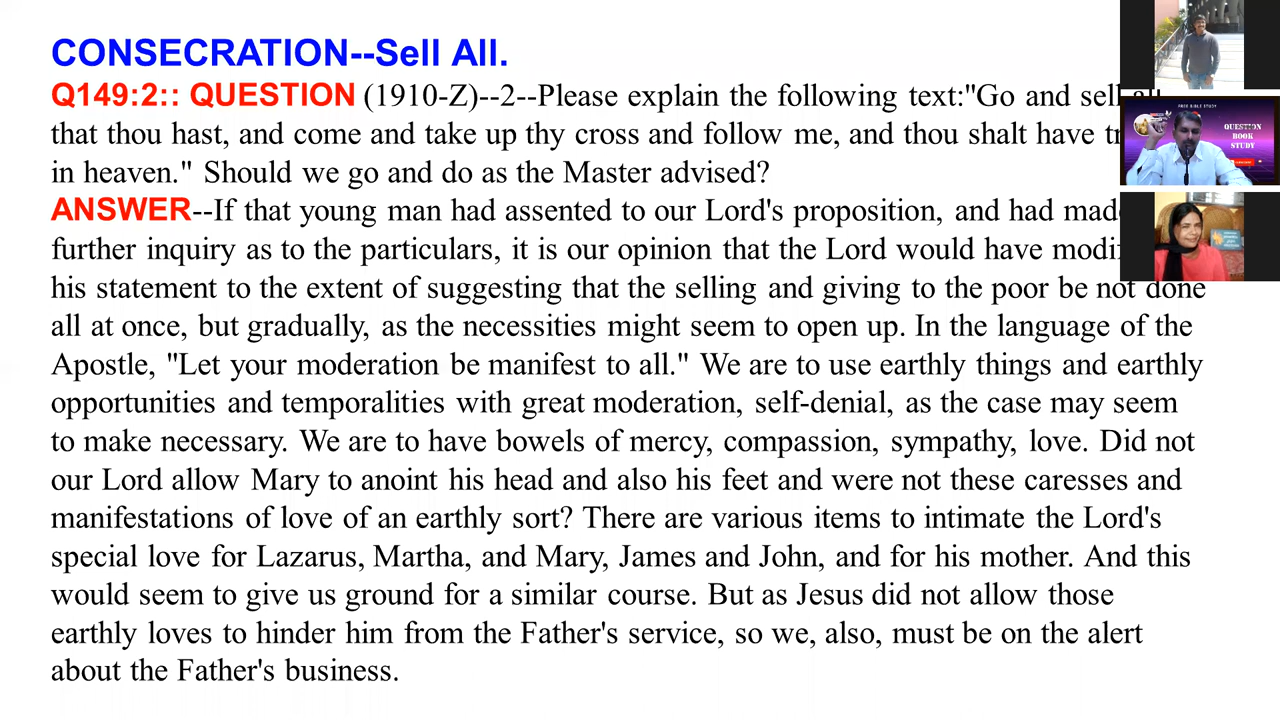 CONSECRATION--Sell All.
Q149:2:: QUESTION (1910-Z)--2--Please explain the following text:"Go and sell all
that thou hast, and come and take up thy cross and follow me, and thou shalt have
in heaven." Should we go and do as the Master advised?
ANSWER--If that young man had assented to our Lord's proposition, and had
further inquiry as to the particulars, it is our opinion that the Lord would have
his statement to the extent of suggesting that the selling and giving to the poor be not done
all at once, but gradually, as the necessities might seem to open up. In the language of the
Apostle, "Let your moderation be manifest to all." We are to use earthly things and earthly
opportunities and temporalities with great moderation, self-denial, as the case may seem
to make necessary. We are to have bowels of mercy, compassion, sympathy, love. Did not
our Lord allow Mary to anoint his head and also his feet and were not these caresses and
manifestations of love of an earthly sort? There are various items to intimate the Lord's
special love for Lazarus, Martha, and Mary, James and John, and for his mother. And this
would seem to give us ground for a similar course. But as Jesus did not allow those
earthly loves to hinder him from the Father's service, so we, also, must be on the alert
about the Father's business.
FREE BIBLE STUDY
QUESTION
BOOK
STUDY